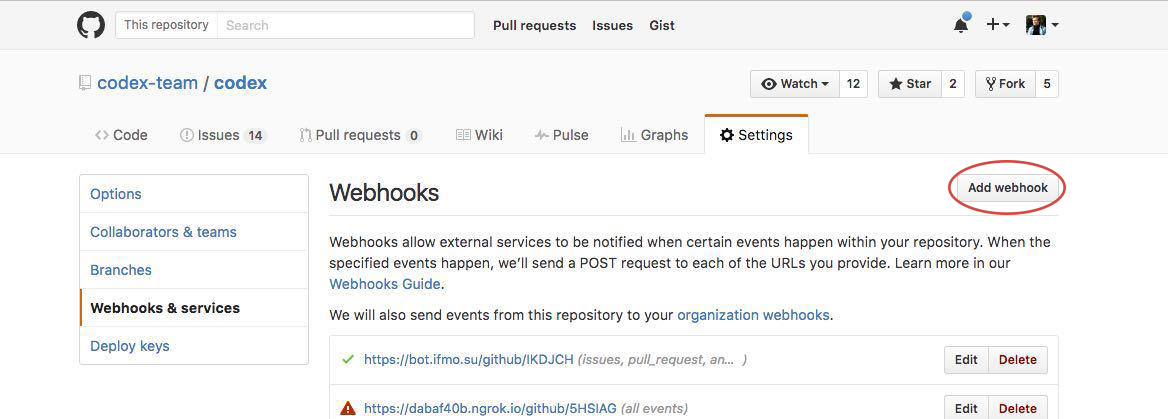 This repository Search Pull requests Issues Gist
codex-team / codex Watch 12 Star 2 Fork 5
Code Issues 14 Pull requests 0 Wiki Pulse Graphs Settings
Options
Collaborators & teams
Branches
Webhooks & services
Deploy keys
Webhooks Add webhook
Webhooks allow external services to be notified when certain events happen within your repository. When the
specified events happen, we'll send a POST request to each of the URLs you provide. Learn more in our
Webhooks Guide.
We will also send events from this repository to your organization webhooks.
https://bot.ifmo.su/github/IKDJCH (issues, pull_request, an… ) Edit Delete
https://dabaf40b.ngrok.io/github/5HSIAG (all events) Edit Delete